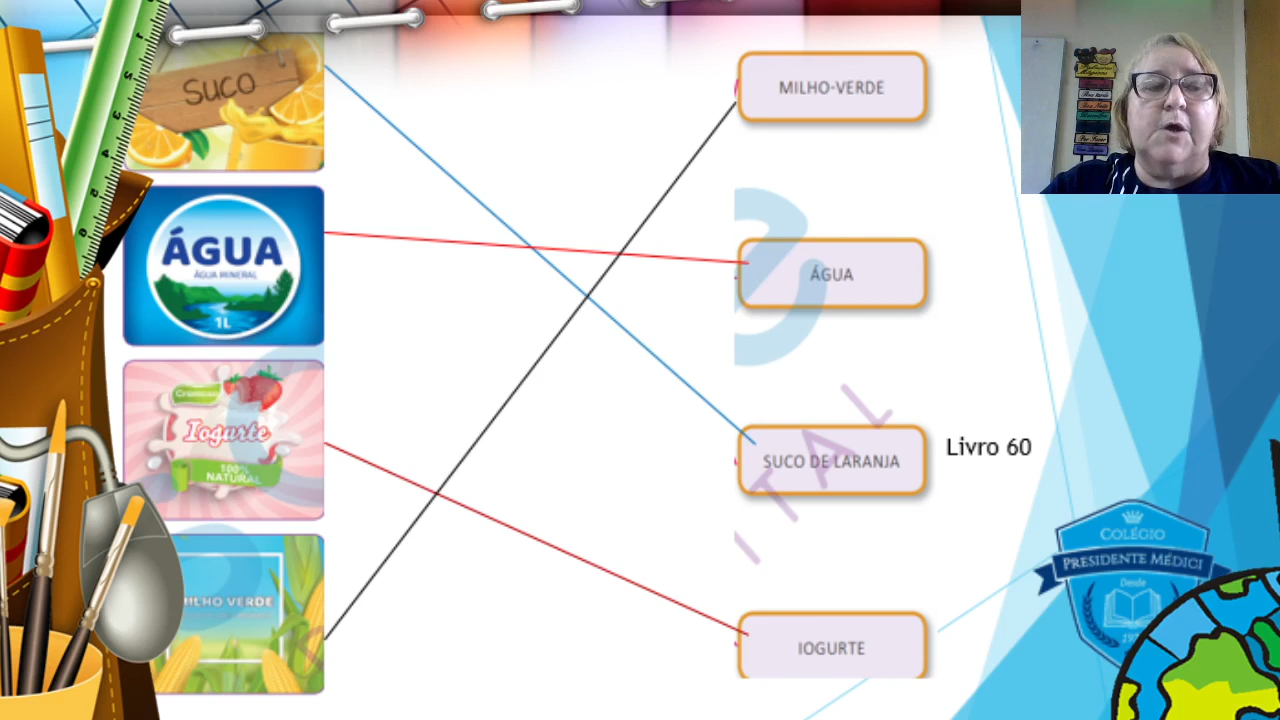 SUCO
ÁGUA
ÁGUA MINERAL
1L
Iogurte
100%
NATURAL
MILHO VERDE
MILHO-VERDE
ÁGUA
SUCO DE LARANJA
IOGURTE
Livro 60
COLÉGIO
PRESIDENTE MÉDICI
Desde